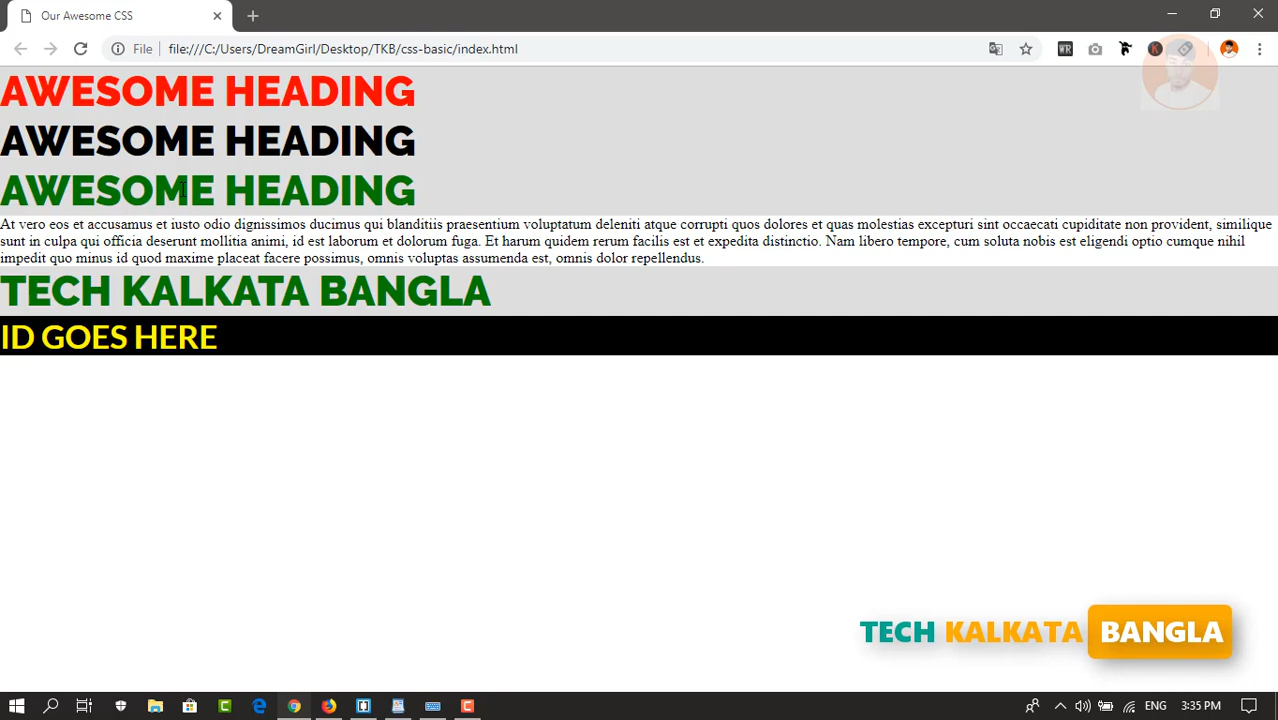 Our Awesome CSS
File file:///C:/Users/DreamGirl/Desktop/TKB/css-basic/index.html
AWESOME HEADING
AWESOME HEADING
AWESOME HEADING
At vero eos et accusamus et iusto odio dignissimos ducimus qui blanditiis praesentium voluptatum deleniti atque corrupti quos dolores et quas molestias excepturi sint occaecati cupiditate non provident, similique
sunt in culpa qui officia deserunt mollitia animi, id est laborum et dolorum fuga. Et harum quidem rerum facilis est et expedita distinctio. Nam libero tempore, cum soluta nobis est eligendi optio cumque nihil
impedit quo minus id quod maxime placeat facere possimus, omnis voluptas assumenda est, omnis dolor repellendus.
TECH KALKATA BANGLA
ID GOES HERE
TECH KALKATA BANGLA
ENG 3:35 PM